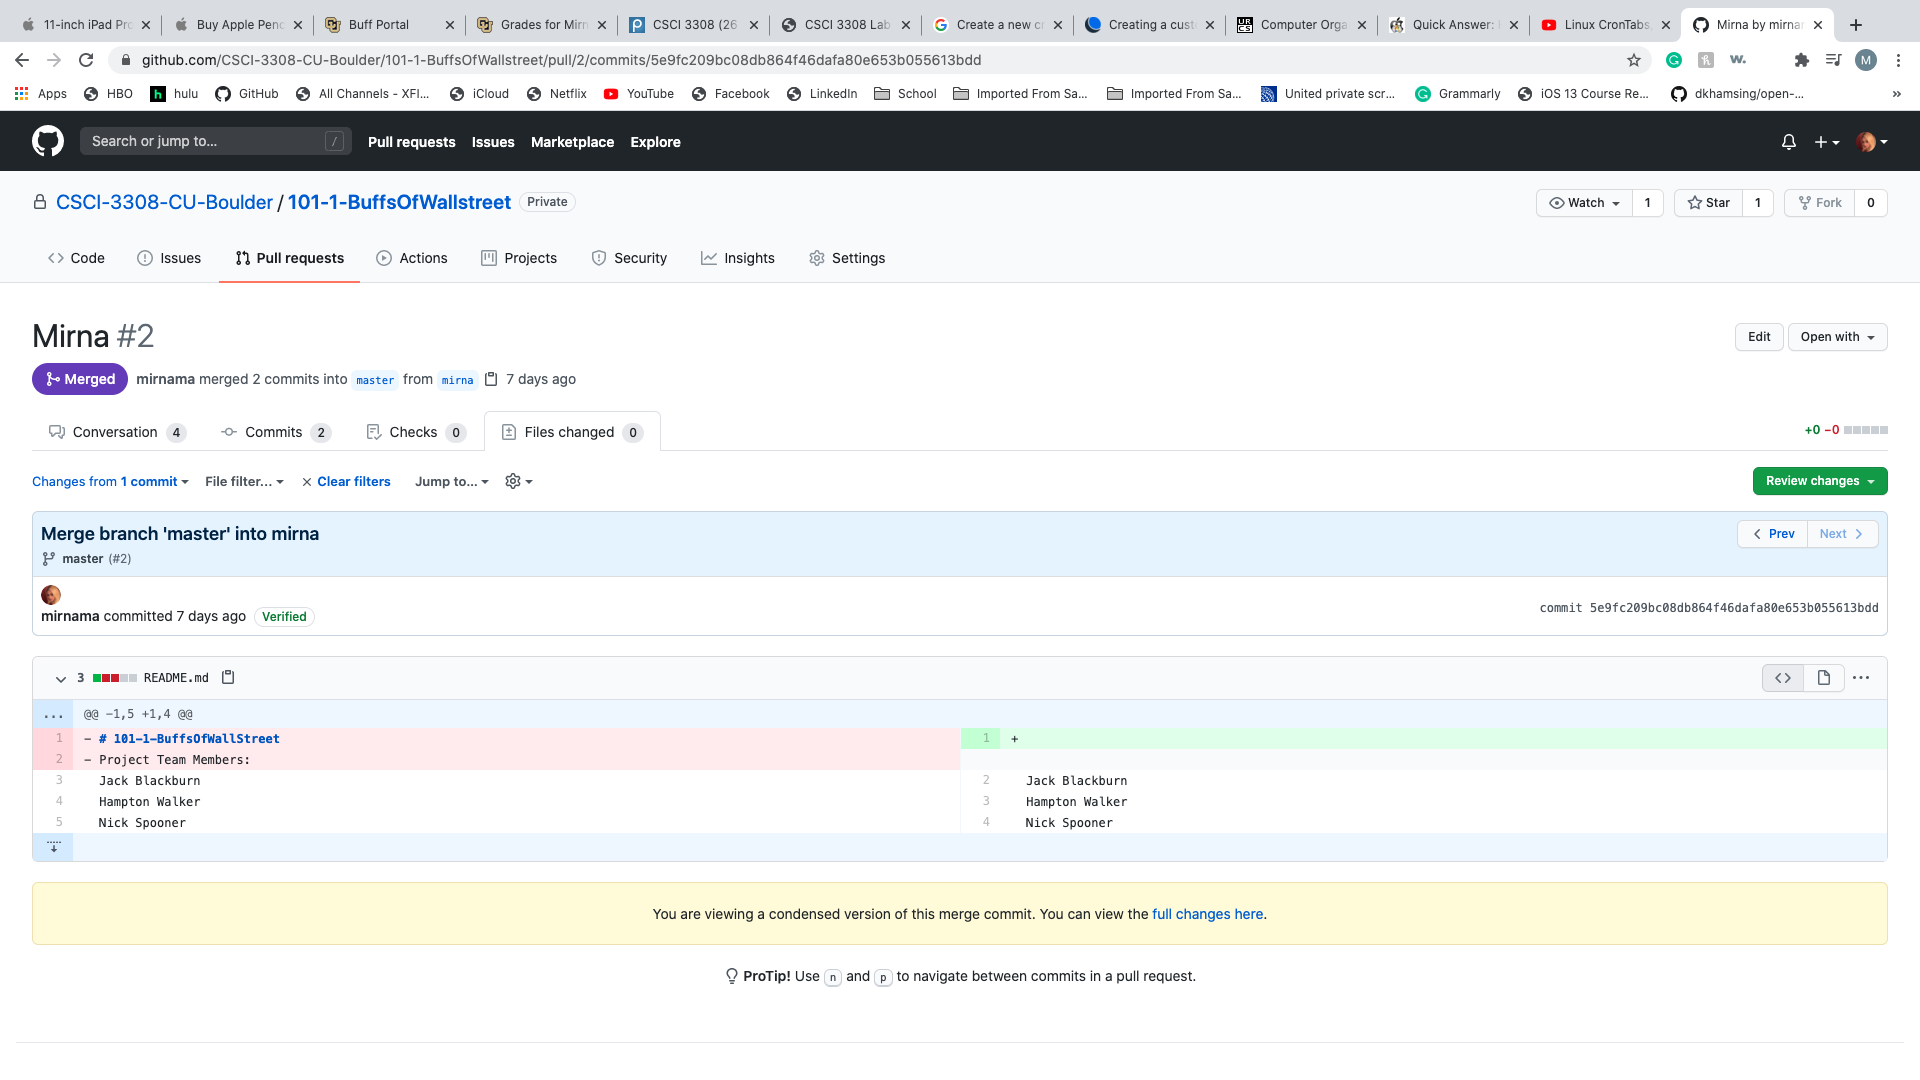 11-inch iPad Pro
Buy Apple Penc
Buff Portal
Grades for Mirn
CSCI 3308 (26
CSCI 3308 Lab
Create a new cr
Creating a cust
Computer Orga
Quick Answer:
Linux CronTabs,
Mirna by mirnar
github.com/CSCI-3308-CU-Boulder/101-1-BuffsOfWallstreet/pull/2/commits/5e9fc209bc08db864f46dafa80e653b055613bdd
M
Apps
HBO
hulu
GitHub
All Channels - XFI...
iCloud
Netflix
YouTube
Facebook
LinkedIn
School
Imported From Sa...
Imported From Sa...
United private scr...
Grammarly
iOS 13 Course Re...
dkhamsing/open-...
»
Search or jump to...
/
Pull requests
Issues
Marketplace
Explore
CSCI-3308-CU-Boulder / 101-1-BuffsOfWallstreet
Private
Watch 1
Star 1
Fork 0
Code
Issues
Pull requests
Actions
Projects
Security
Insights
Settings
Mirna #2
Edit
Open with
Merged
mirnama merged 2 commits into master from mirna 7 days ago
Conversation 4
Commits 2
Checks 0
Files changed 0
+0 −0
Changes from 1 commit
File filter...
Clear filters
Jump to...
Review changes
Merge branch 'master' into mirna
Prev
Next
master (#2)
mirnama committed 7 days ago
Verified
commit 5e9fc209bc08db864f46dafa80e653b055613bdd
3 README.md
... @@ -1,5 +1,4 @@
1 - # 101-1-BuffsOfWallStreet
1 +
2 - Project Team Members:
3 Jack Blackburn
2 Jack Blackburn
4 Hampton Walker
3 Hampton Walker
5 Nick Spooner
4 Nick Spooner
You are viewing a condensed version of this merge commit. You can view the full changes here.
ProTip! Use n and p to navigate between commits in a pull request.